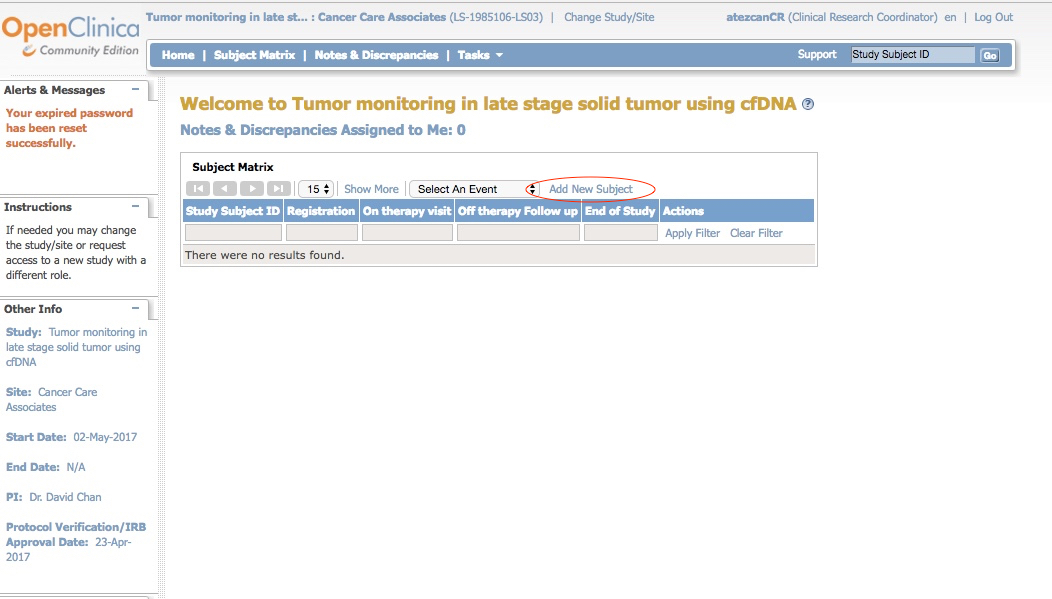 OpenClinica
Community Edition
Tumor monitoring in late st... : Cancer Care Associates (LS-1985106-LS03) | Change Study/Site
atezcanCR (Clinical Research Coordinator) en | Log Out
Home | Subject Matrix | Notes & Discrepancies | Tasks
Support Study Subject ID Go
Alerts & Messages
Your expired password
has been reset
successfully.
Instructions
If needed you may change
the study/site or request
access to a new study with a
different role.
Other Info
Study: Tumor monitoring in
late stage solid tumor using
cfDNA
Site: Cancer Care
Associates
Start Date: 02-May-2017
End Date: N/A
PI: Dr. David Chan
Protocol Verification/IRB
Approval Date: 23-Apr-
2017
Welcome to Tumor monitoring in late stage solid tumor using cfDNA ?
Notes & Discrepancies Assigned to Me: 0
Subject Matrix
15 Show More Select An Event Add New Subject
Study Subject ID Registration On therapy visit Off therapy Follow up End of Study Actions
Apply Filter Clear Filter
There were no results found.